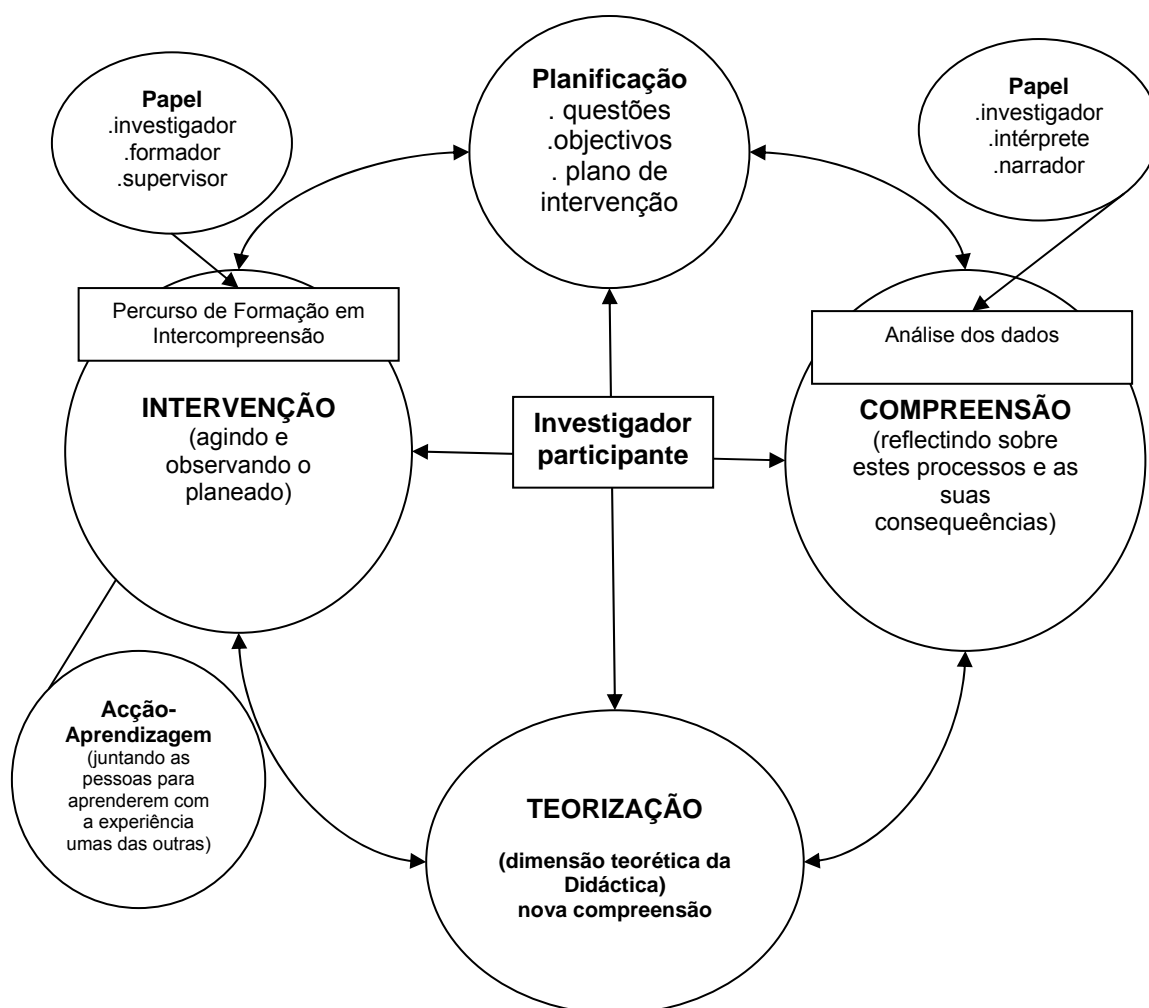 Papel
.investigador
.formador
.supervisor
Planificação
. questões
.objectivos
. plano de
intervenção
Papel
.investigador
.intérprete
.narrador
Percurso de Formação em
Intercompreensão
INTERVENÇÃO
(agindo e
observando o
planeado)
Investigador
participante
Análise dos dados
COMPREENSÃO
(reflectindo sobre
estes processos e as
suas
consequeências)
Acção-
Aprendizagem
(juntando as
pessoas para
aprenderem com
a experiência
umas das outras)
TEORIZAÇÃO
(dimensão teorética da
Didáctica)
nova compreensão